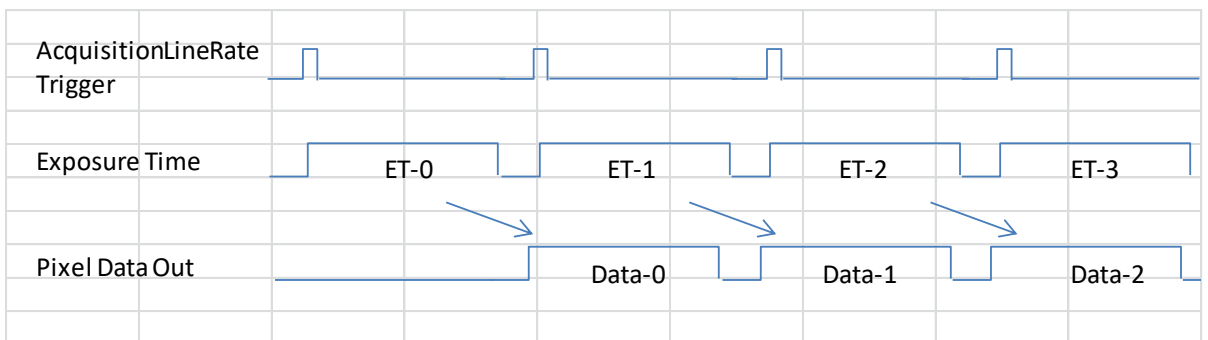 AcquisitionLineRate
Trigger
Exposure Time
ET-0 ET-1 ET-2 ET-3
Pixel Data Out
Data-0 Data-1 Data-2